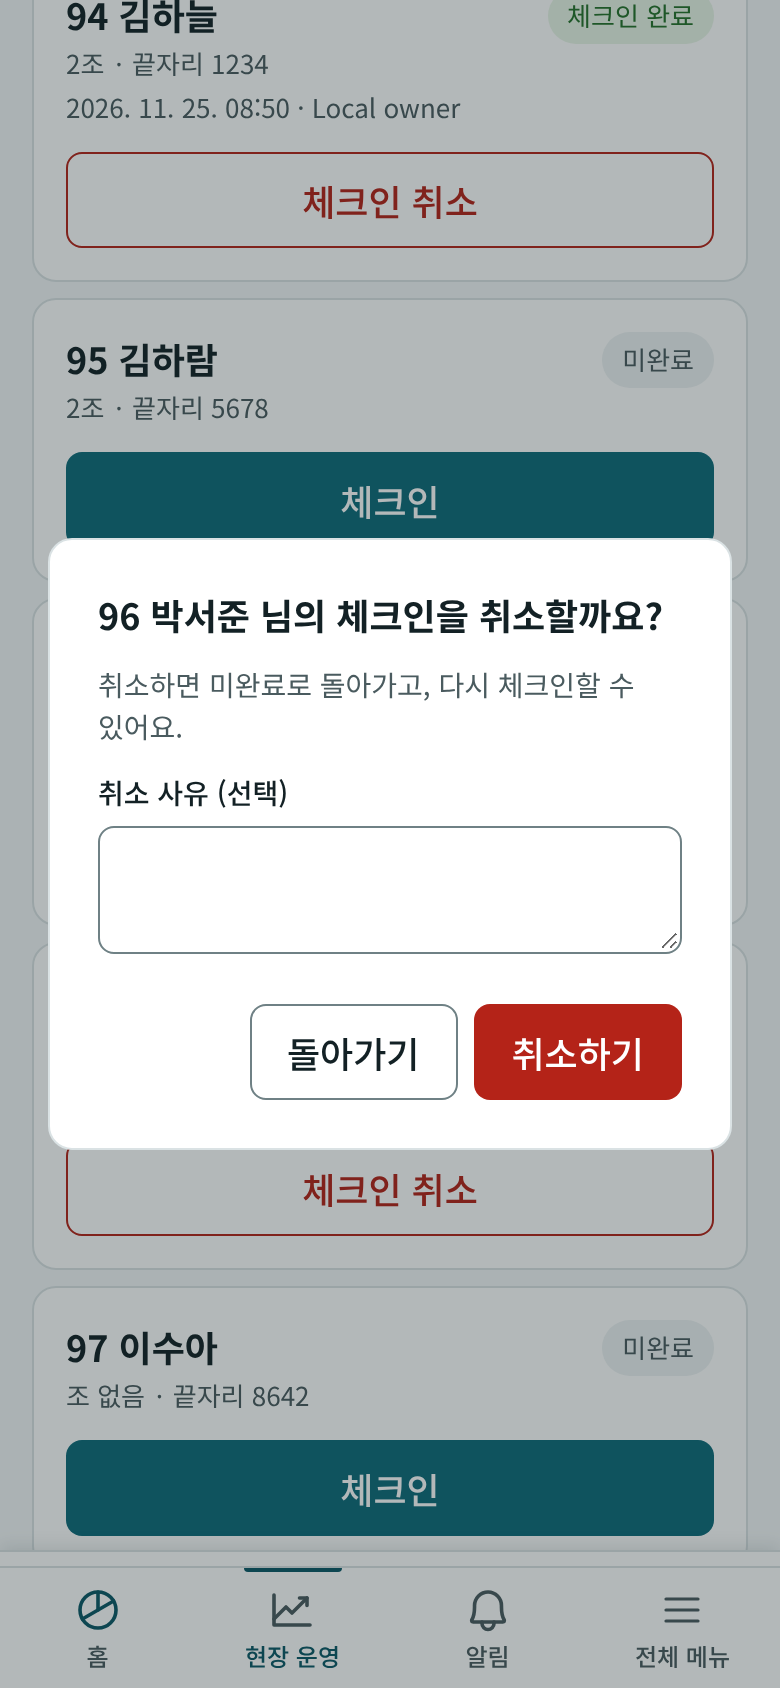 94 김하늘
체크인 완료
2조 · 끝자리 1234
2026. 11. 25. 08:50 · Local owner
체크인 취소
95 김하람
미완료
2조 · 끝자리 5678
체크인
96 박서준 님의 체크인을 취소할까요?
취소하면 미완료로 돌아가고, 다시 체크인할 수
있어요.
취소 사유 (선택)
돌아가기
취소하기
체크인 취소
97 이수아
미완료
조 없음 · 끝자리 8642
체크인
홈
현장 운영
알림
전체 메뉴